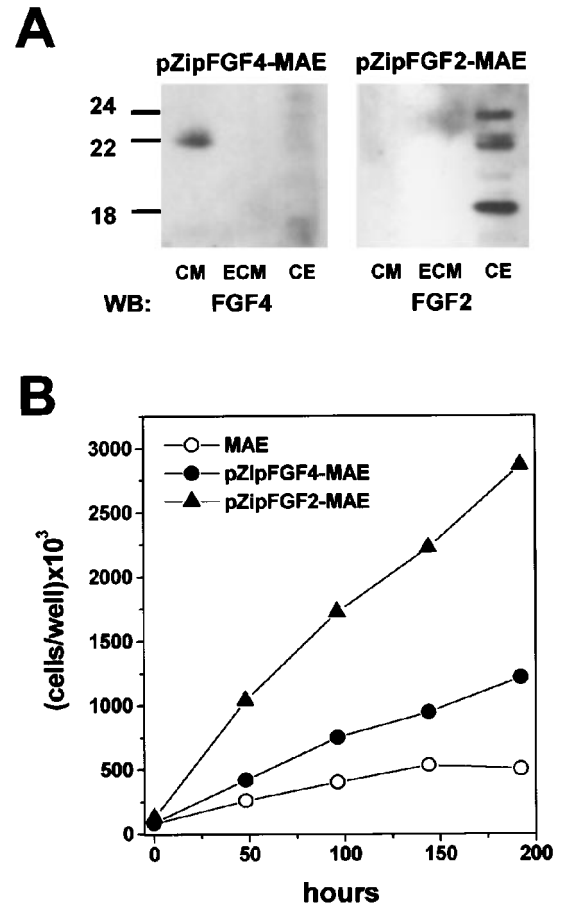 A
pZipFGF4-MAE pZipFGF2-MAE
24
22
18
CM ECM CE CM ECM CE
WB: FGF4 FGF2
B
3000
2500
2000
1500
1000
500
0
(cells/well)x10³
MAE
pZIpFGF4-MAE
pZipFGF2-MAE
0 50 100 150 200
hours